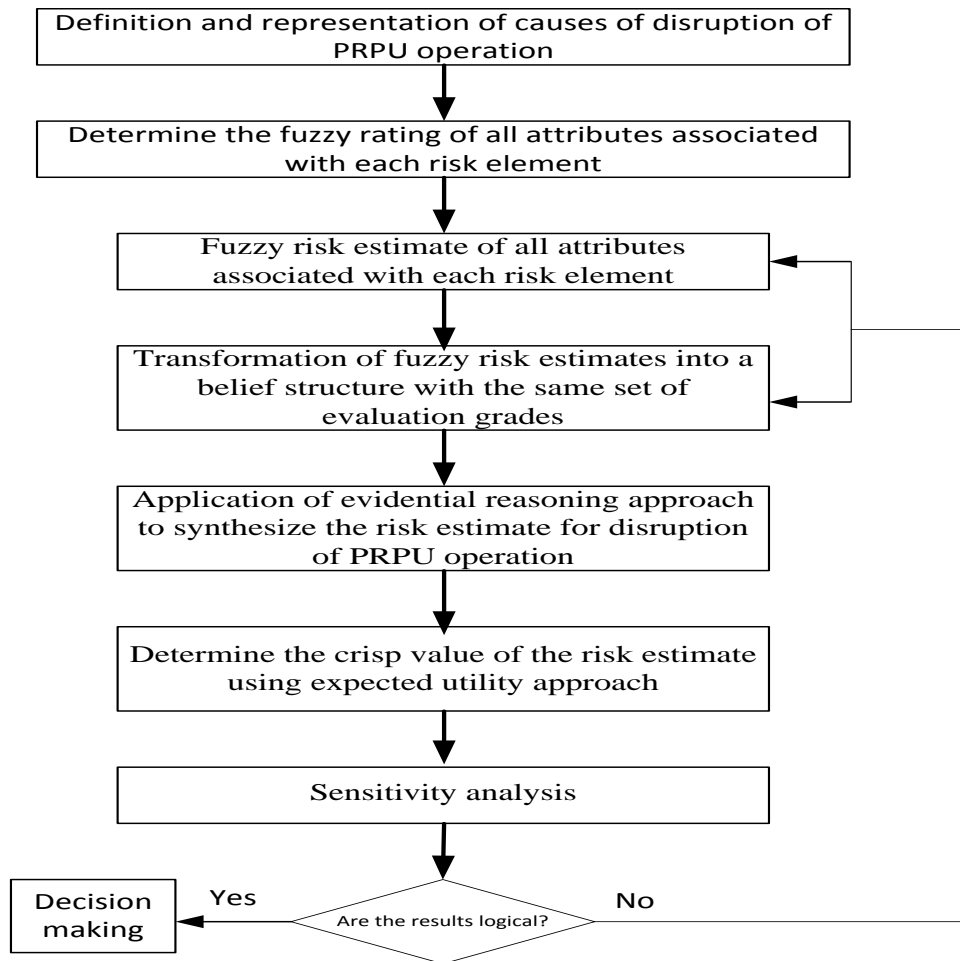 Definition and representation of causes of disruption of
PRPU operation
Determine the fuzzy rating of all attributes associated
with each risk element
Fuzzy risk estimate of all attributes
associated with each risk element
Transformation of fuzzy risk estimates into a
belief structure with the same set of
evaluation grades
Application of evidential reasoning approach
to synthesize the risk estimate for disruption
of PRPU operation
Determine the crisp value of the risk estimate
using expected utility approach
Sensitivity analysis
Are the results logical?
Yes
No
Decision
making